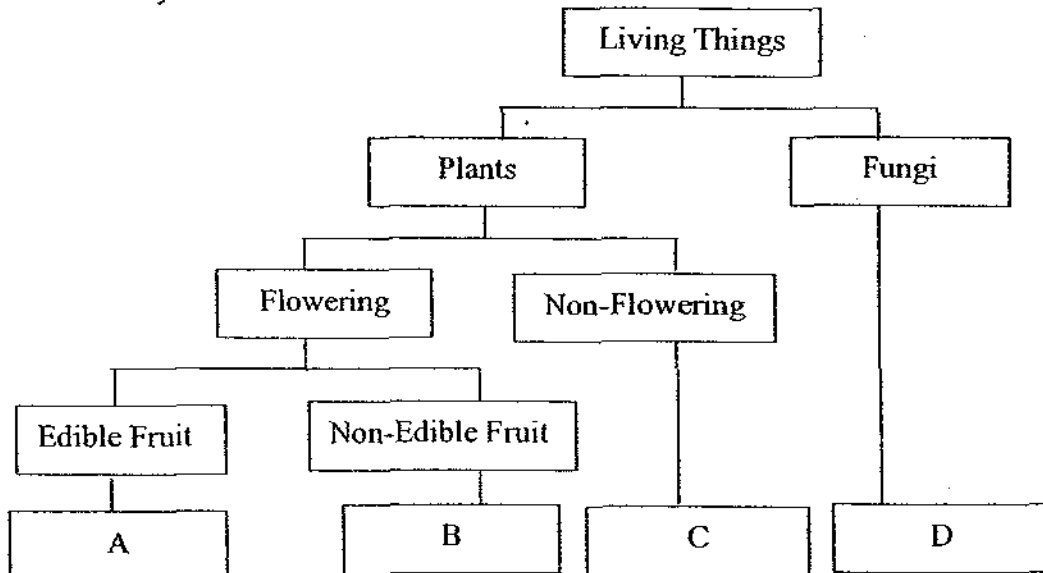 Living Things
Plants
Fungi
Flowering
Non-Flowering
Edible Fruit
Non-Edible Fruit
A
B
C
D